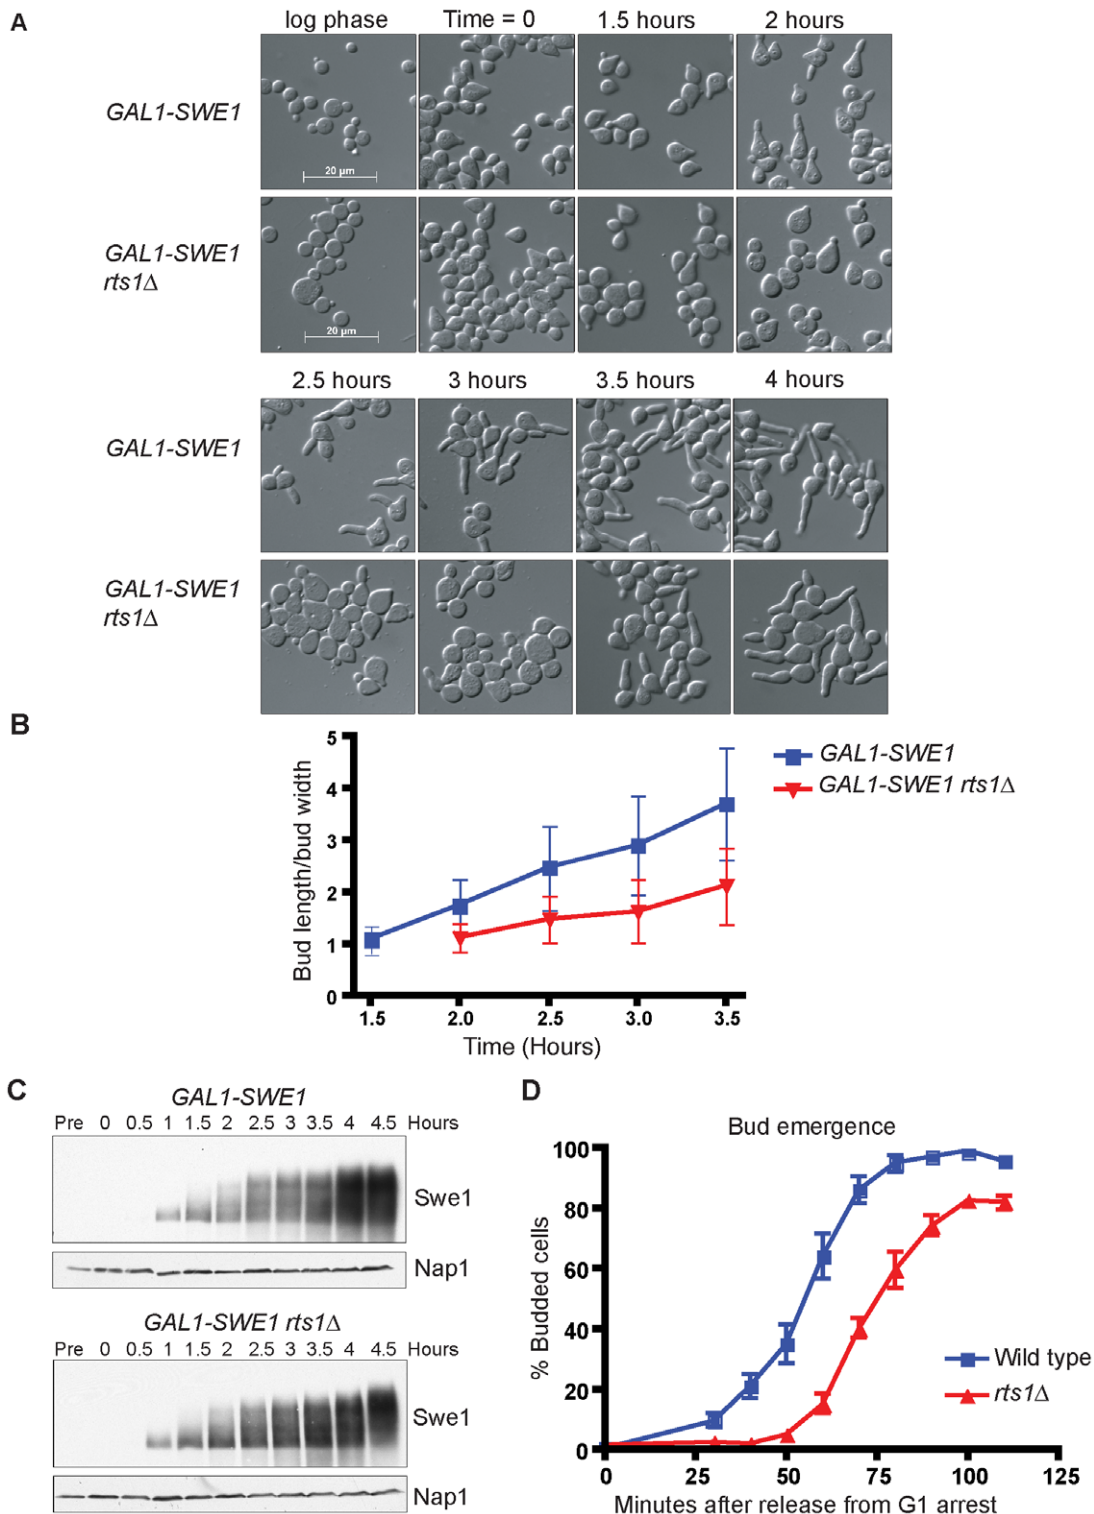 A
log phase Time = 0 1.5 hours 2 hours
GAL1-SWE1
20 µm
GAL1-SWE1
rts1Δ
20 µm
2.5 hours 3 hours 3.5 hours 4 hours
GAL1-SWE1
GAL1-SWE1
rts1Δ
B
5
4
3
2
1
0
Bud length/bud width
1.5 2.0 2.5 3.0 3.5
Time (Hours)
GAL1-SWE1
GAL1-SWE1 rts1Δ
C
GAL1-SWE1
Pre 0 0.5 1 1.5 2 2.5 3 3.5 4 4.5 Hours
Swe1
Nap1
GAL1-SWE1 rts1Δ
Pre 0 0.5 1 1.5 2 2.5 3 3.5 4 4.5 Hours
Swe1
Nap1
D
Bud emergence
100
80
60
40
20
0
% Budded cells
Wild type
rts1Δ
0 25 50 75 100 125
Minutes after release from G1 arrest